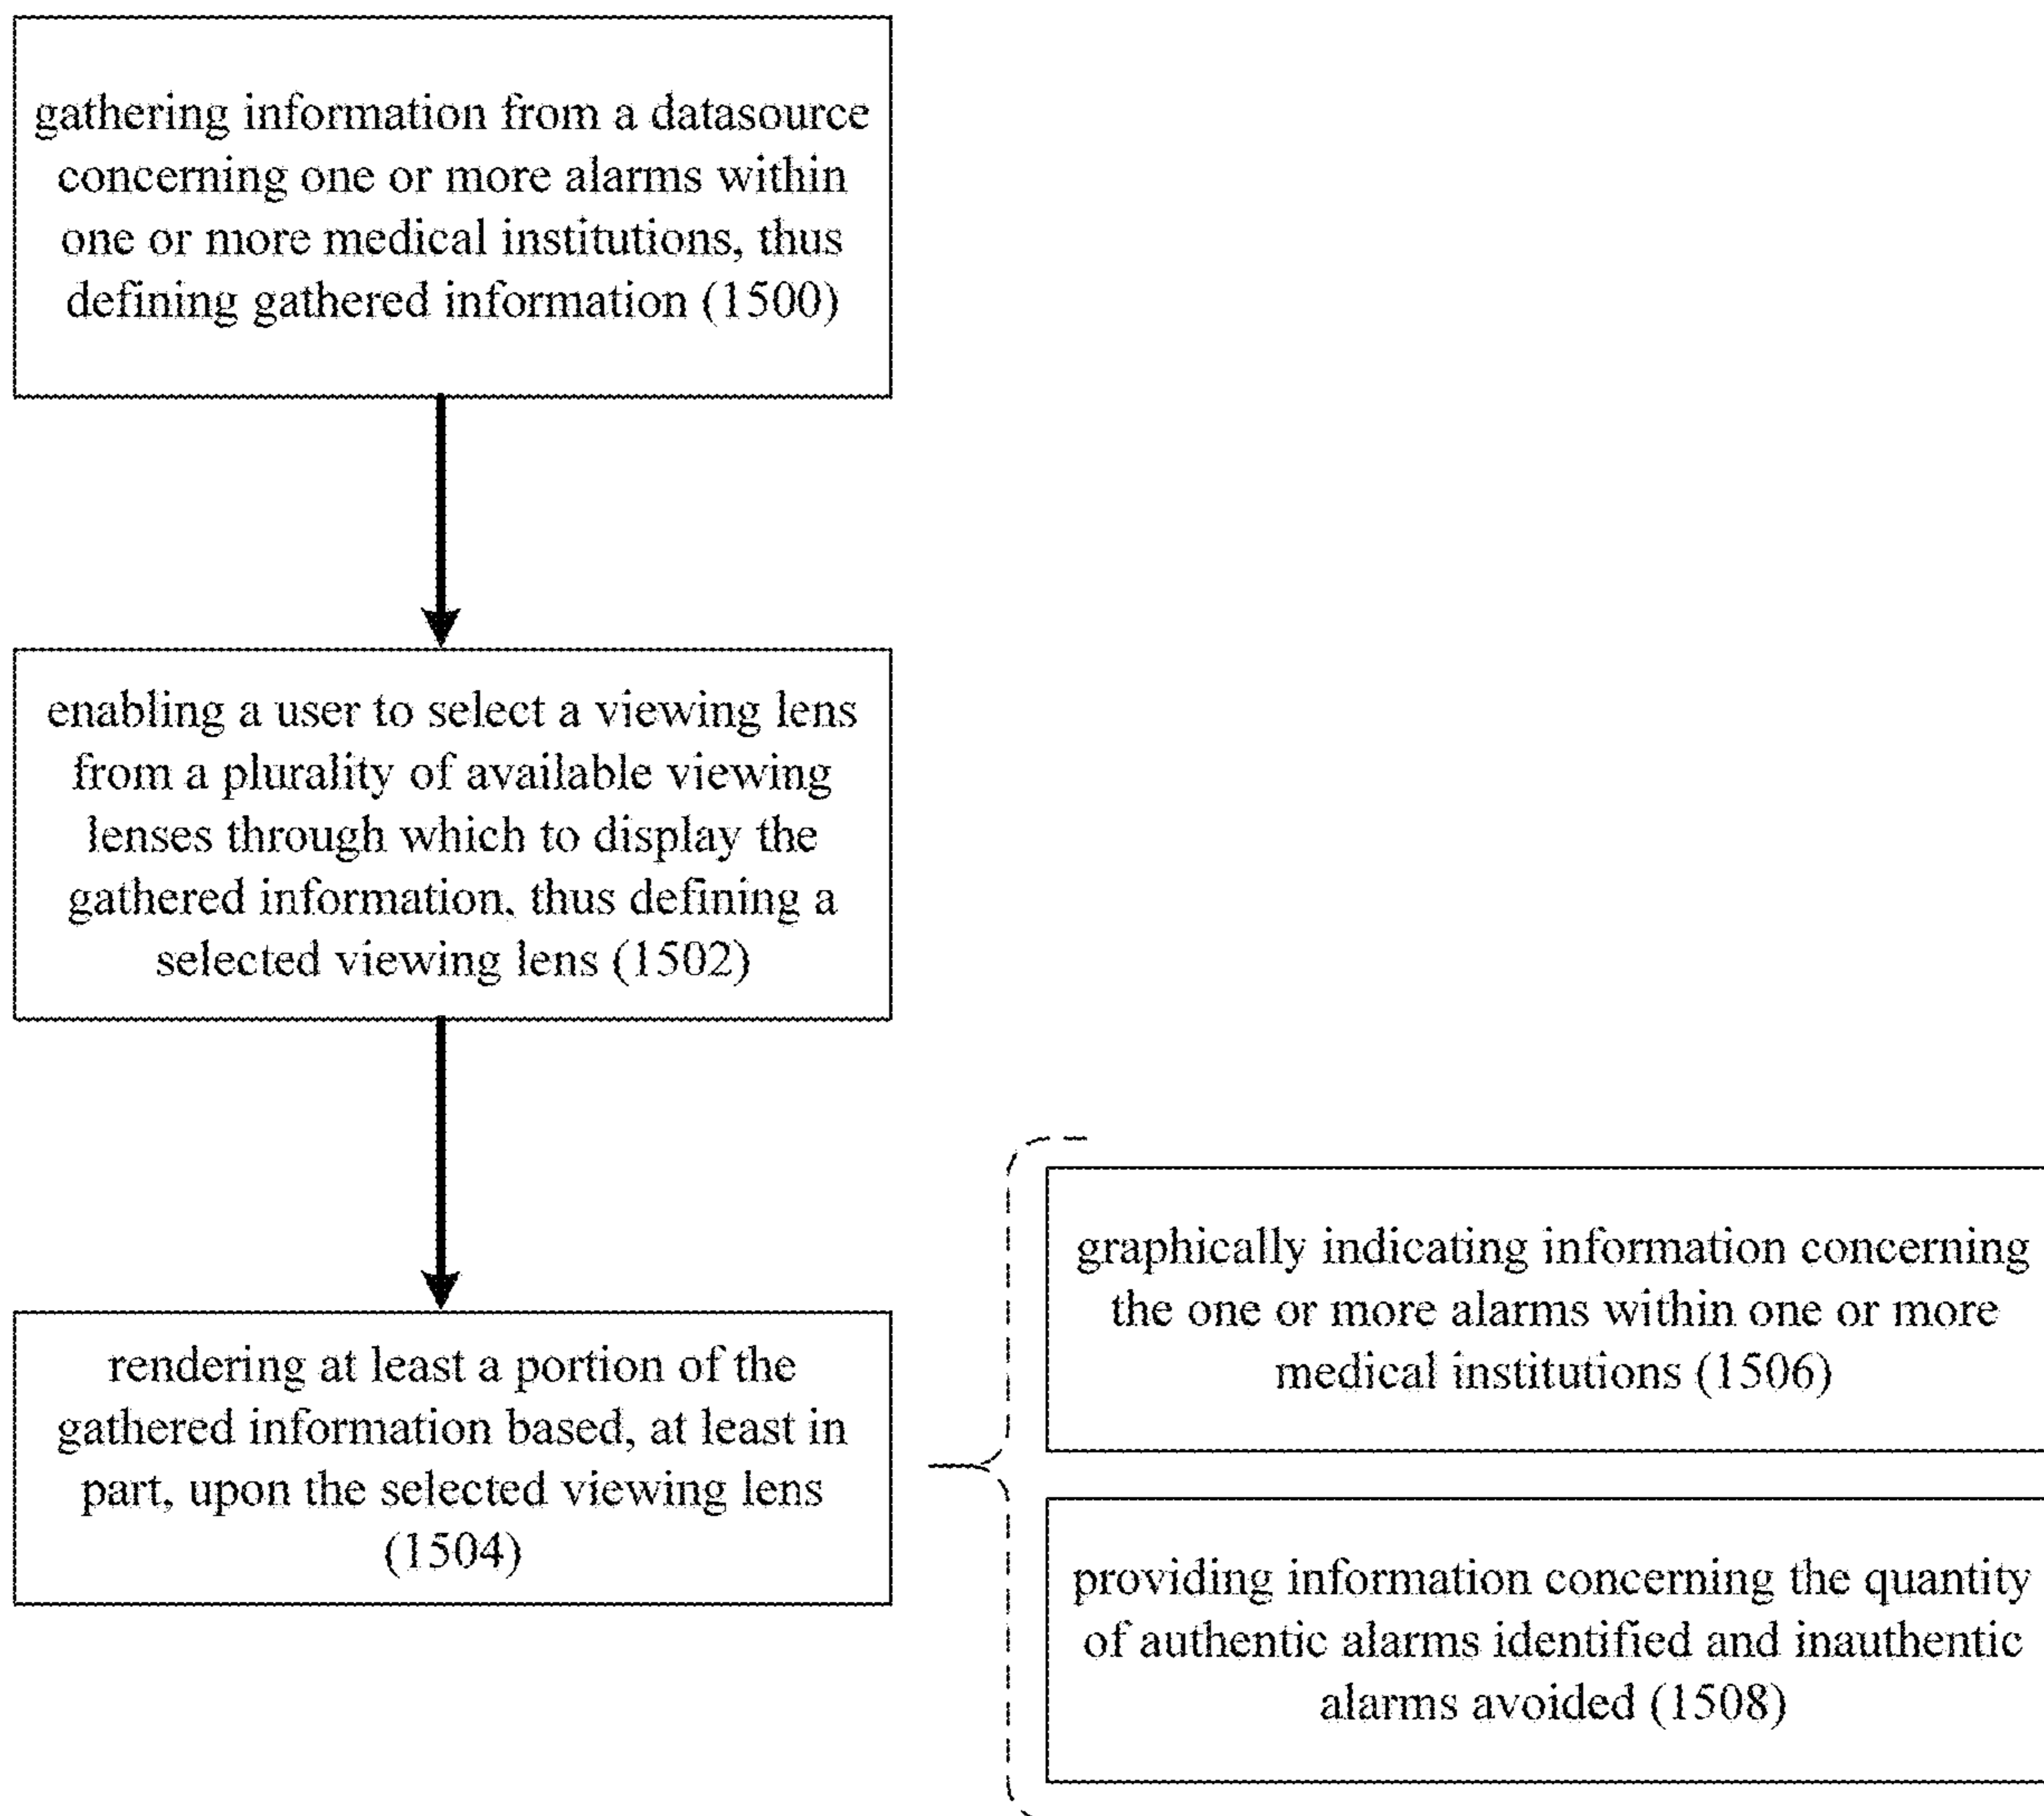 gathering information from a datasource
concerning one or more alarms within
one or more medical institutions, thus
defining gathered information (1500)
enabling a user to select a viewing lens
from a plurality of available viewing
lenses through which to display the
gathered information, thus defining a
selected viewing lens (1502)
rendering at least a portion of the
gathered information based, at least in
part, upon the selected viewing lens
(1504)
graphically indicating information concerning
the one or more alarms within one or more
medical institutions (1506)
providing information concerning the quantity
of authentic alarms identified and inauthentic
alarms avoided (1508)